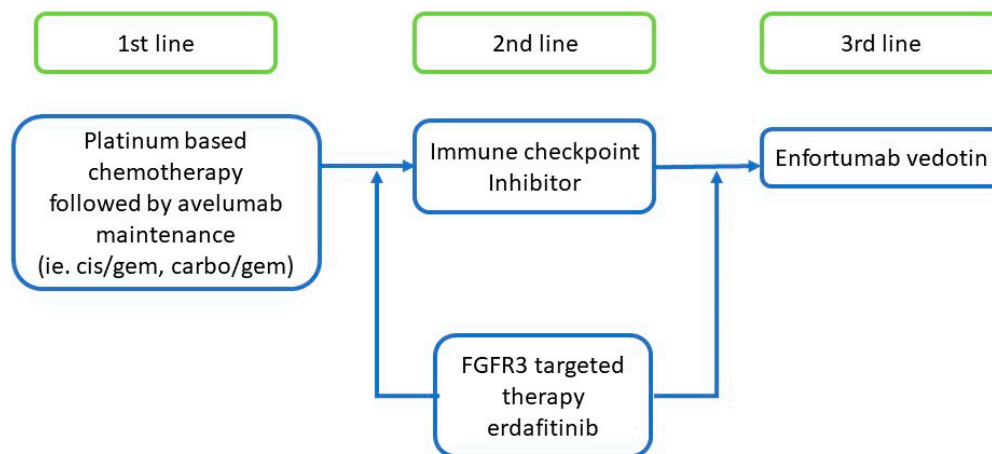 1st line
2nd line
3rd line
Platinum based
chemotherapy
followed by avelumab
maintenance
(ie. cis/gem, carbo/gem)
Immune checkpoint
Inhibitor
Enfortumab vedotin
FGFR3 targeted
therapy
erdafitinib